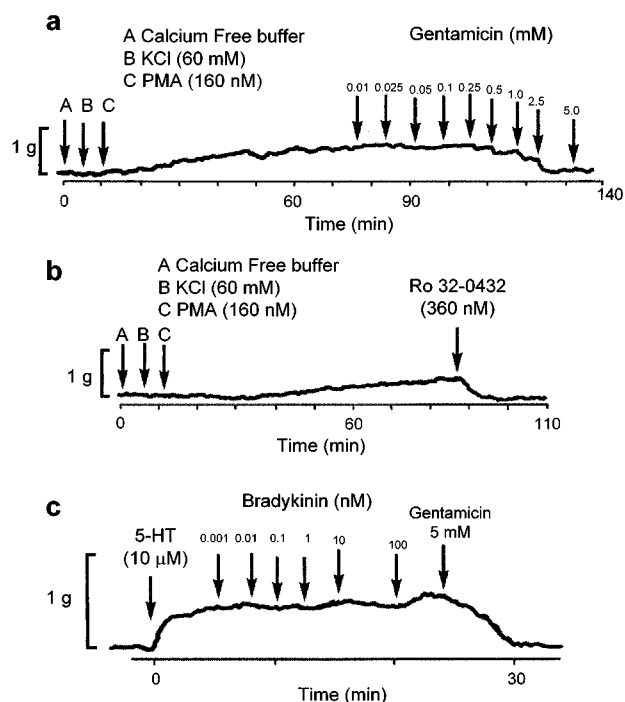 a
A Calcium Free buffer
B KCl (60 mM)
C PMA (160 nM)
Gentamicin (mM)
A B C
0.01 0.025 0.05 0.1 0.25 0.5 1.0 2.5 5.0
1 g
0 60 90 140
Time (min)
b
A Calcium Free buffer
B KCl (60 mM)
C PMA (160 nM)
Ro 32-0432
(360 nM)
A B C
1 g
0 60 110
Time (min)
c
Bradykinin (nM)
5-HT
(10 µM)
0.001 0.01 0.1 1 10 100
Gentamicin
5 mM
1 g
0 30
Time (min)